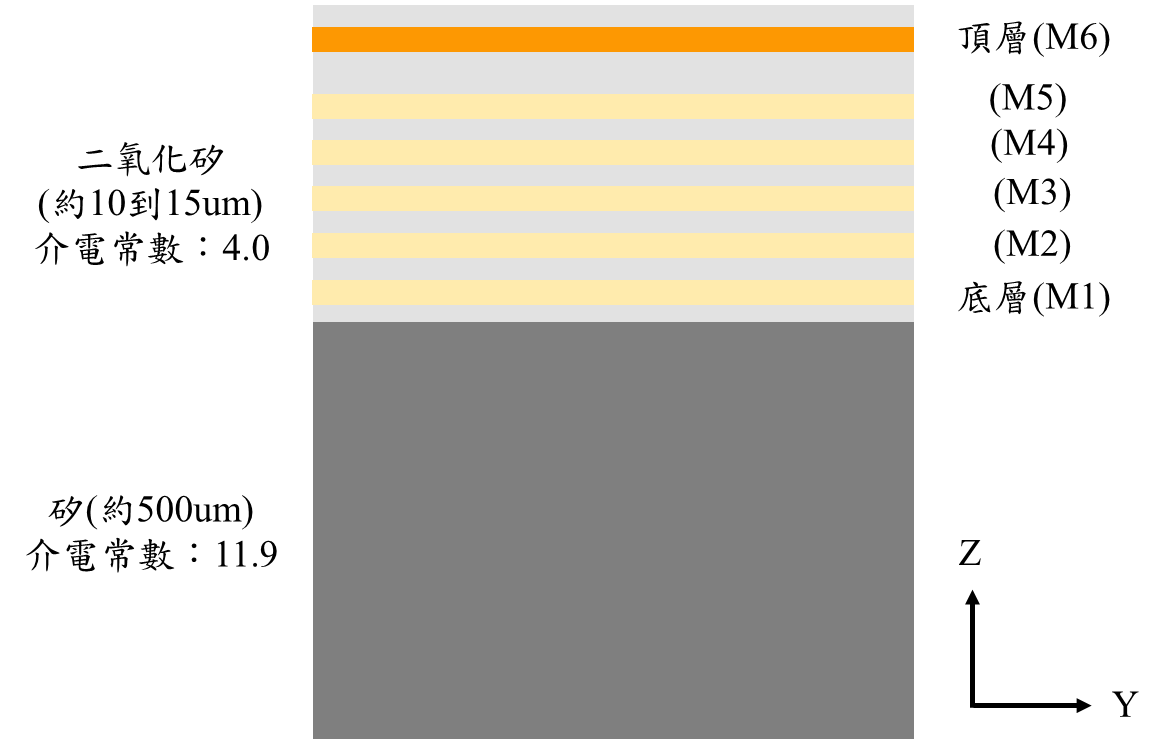 頂層(M6)
(M5)
(M4)
(M3)
(M2)
底層(M1)
二氧化矽
(約10到15um)
介電常數：4.0
矽(約500um)
介電常數：11.9
Z
Y